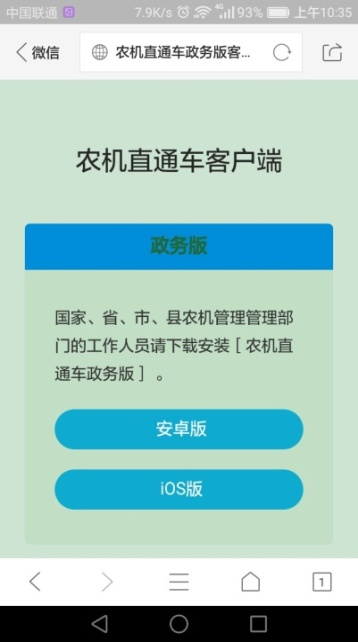 中国联通 7.9K/s 4G 93% 上午10:35
微信 农机直通车政务版客...
农机直通车客户端
政务版
国家、省、市、县农机管理管理部
门的工作人员请下载安装［农机直
通车政务版］ 。
安卓版
iOS版
1